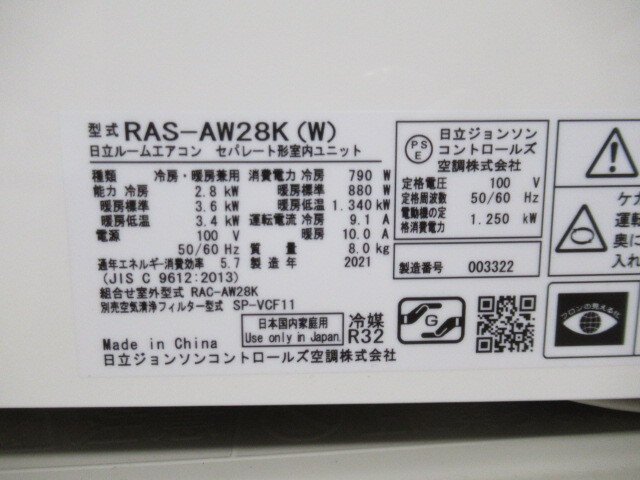 型式 RAS-AW28K (W)
日立ルームエアコン セパレート形室内ユニット
種類 冷房・暖房兼用
能力 冷房 2.8 kW
暖房標準 3.6 kW
暖房低温 3.4 kW
電源 100 V
50/60 Hz
消費電力 冷房 790 W
暖房標準 880 W
暖房低温 1.340 kW
運転電流 冷房 9.1 A
暖房 10.0 A
質量 8.0 kg
製造年 2021
通年エネルギー消費効率 5.7
(JIS C 9612:2013)
組合せ室外型式 RAC-AW28K
別売空気清浄フィルター型式 SP-VCF11
日本国内家庭用
Use only in Japan
冷媒
R32
Made in China
日立ジョンソンコントロールズ空調株式会社
PSE
日立ジョンソン
コントロールズ
空調株式会社
定格電圧 100 V
定格周波数 50/60 Hz
電動機の定
格消費電力 1.250 kW
製造番号 003322
G
ケガ
運転
奥に
入れ
フロンの見える化